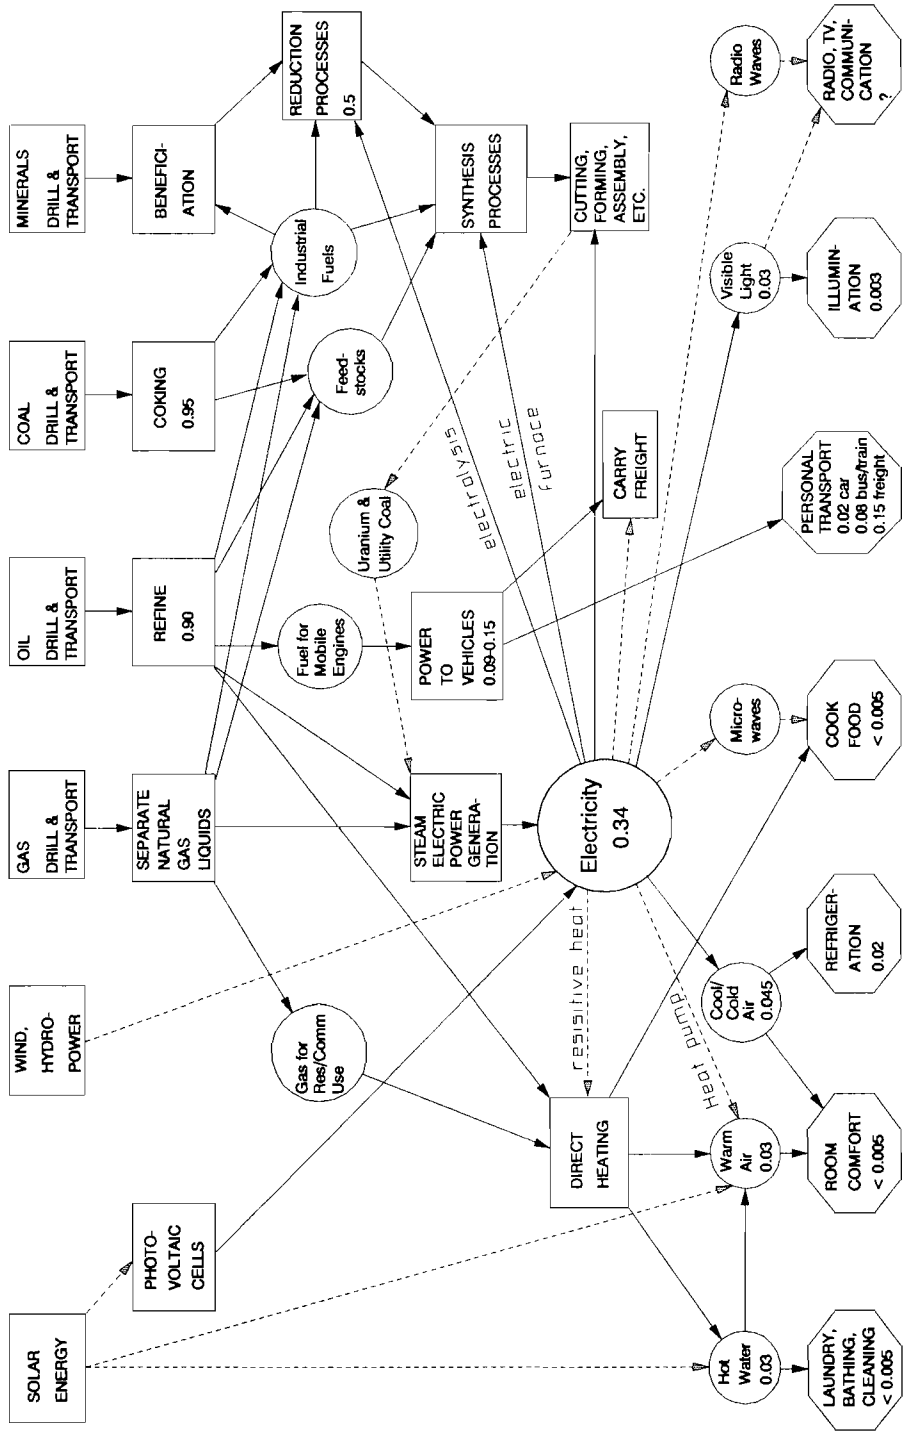 SOLAR
ENERGY
WIND,
HYDRO-
POWER
GAS
DRILL &
TRANSPORT
OIL
DRILL &
TRANSPORT
COAL
DRILL &
TRANSPORT
MINERALS
DRILL &
TRANSPORT
PHOTO-
VOLTAIC
CELLS
SEPARATE
NATURAL
GAS
LIQUIDS
REFINE
0.90
COKING
0.95
BENEFICI-
ATION
REDUCTION
PROCESSES
0.5
Gas for
Res/Comm
Use
Fuel for
Mobile
Engines
Uranium &
Utility Coal
Feed-
stocks
Industrial
Fuels
STEAM
ELECTRIC
POWER
GENERA-
TION
POWER
TO
VEHICLES
0.09-0.15
SYNTHESIS
PROCESSES
electrolysis
electric
furnace
DIRECT
HEATING
resisitive heat
Electricity
0.34
CARRY
FREIGHT
CUTTING,
FORMING,
ASSEMBLY,
ETC.
Heat pump
Hot
Water
0.03
Warm
Air
0.03
Cool/
Cold
Air
0.045
Micro-
waves
Visible
Light
0.03
Radio
Waves
LAUNDRY,
BATHING,
CLEANING
< 0.005
ROOM
COMFORT
< 0.005
REFRIGER-
ATION
0.02
COOK
FOOD
< 0.005
PERSONAL
TRANSPORT
0.02 car
0.08 bus/train
0.15 freight
ILLUMIN-
ATION
0.003
RADIO, TV,
COMMUNI-
CATION
?